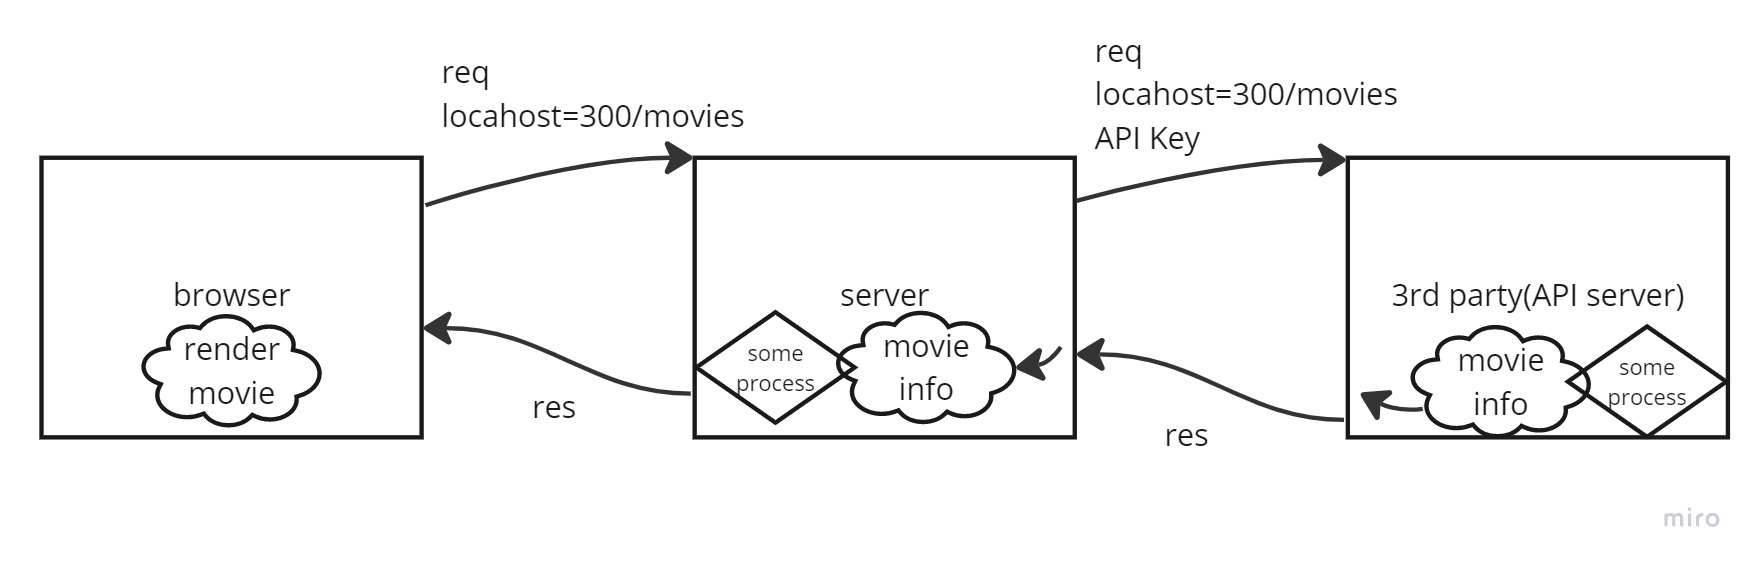 req
locahost=300/movies
req
locahost=300/movies
API Key
browser
render
movie
res
server
some
process
movie
info
res
3rd party(API server)
movie
info
some
process
miro